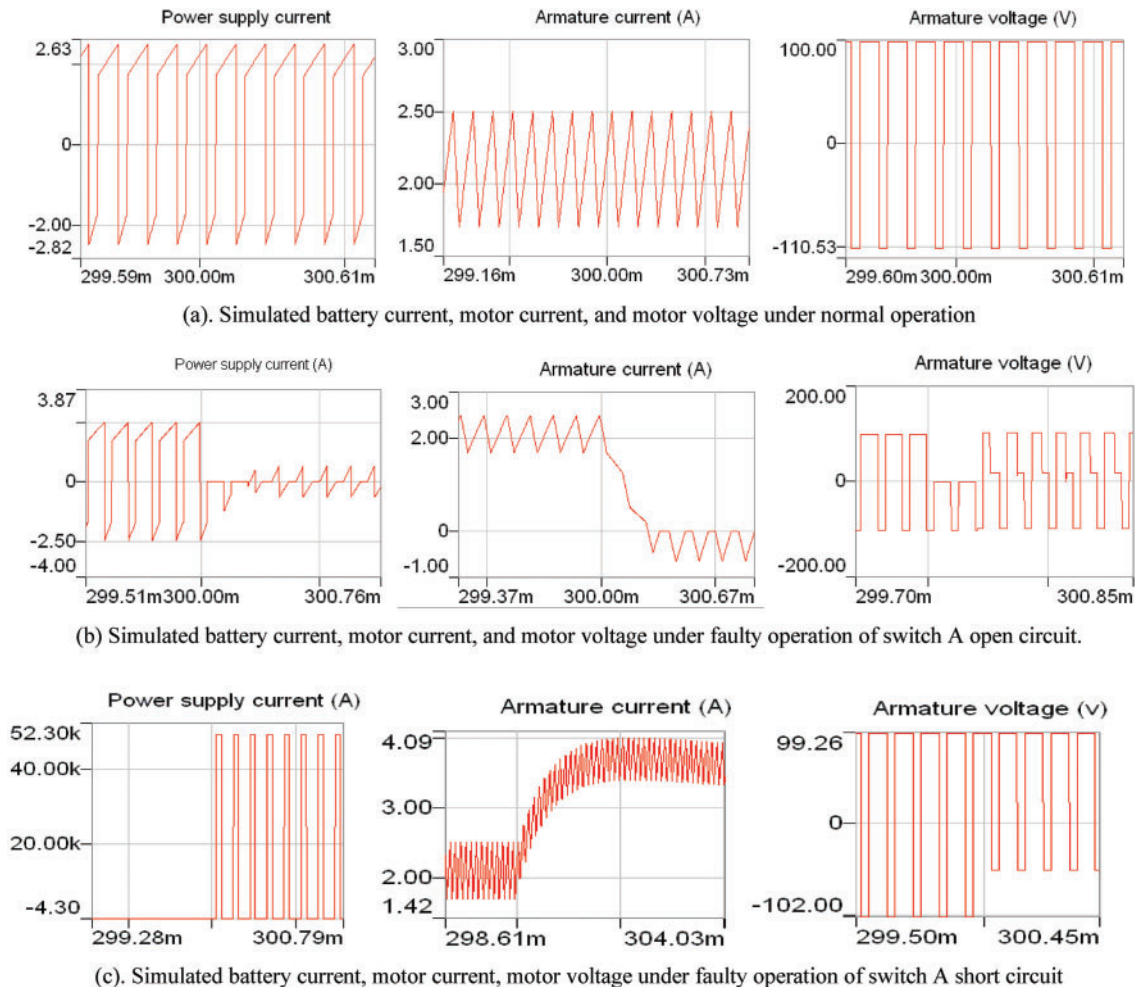 Power supply current
2.63
0
-2.00
-2.82
299.59m 300.00m 300.61m
Armature current (A)
3.00
2.50
2.00
1.50
299.16m 300.00m 300.73m
Armature voltage (V)
100.00
0
-110.53
299.60m 300.00m 300.61m
(a). Simulated battery current, motor current, and motor voltage under normal operation
Power supply current (A)
3.87
0
-2.50
-4.00
299.51m 300.00m 300.76m
Armature current (A)
3.00
2.00
0
-1.00
299.37m 300.00m 300.67m
Armature voltage (V)
200.00
0
-200.00
299.70m 300.85m
(b) Simulated battery current, motor current, and motor voltage under faulty operation of switch A open circuit.
Power supply current (A)
52.30k
40.00k
20.00k
-4.30
299.28m 300.79m
Armature current (A)
4.09
3.00
2.00
1.42
298.61m 304.03m
Armature voltage (v)
99.26
0
-102.00
299.50m 300.45m
(c). Simulated battery current, motor current, motor voltage under faulty operation of switch A short circuit